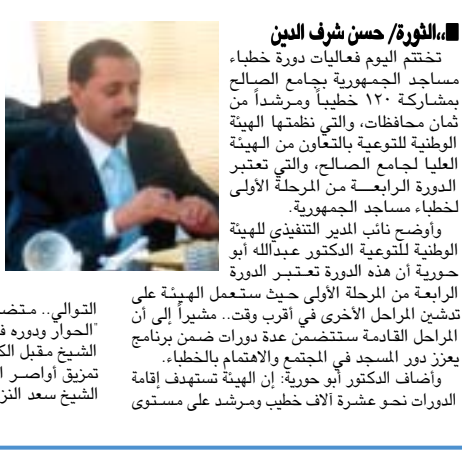 ■،،الثورة/ حسن شرف الدين
تختتم اليوم فعاليات دورة خطباء
مساجد الجمهورية بجامع الصالح
بمشاركة ١٢٠ خطيباً ومرشداً من
ثمان محافظات، والتي نظمتها الهيئة
الوطنية للتوعية بالتعاون من الهيئة
العليا لجامع الصالح، والتي تعتبر
الدورة الرابعة من المرحلة الأولى
لخطباء مساجد الجمهورية.
وأوضح نائب المدير التنفيذي للهيئة
الوطنية للتوعية الدكتور عبدالله أبو
حورية أن هذه الدورة تعتبر الدورة
الرابعة من المرحلة الأولى حيث ستعمل الهيئة على
تدشين المراحل الأخرى في أقرب وقت.. مشيراً إلى أن
المراحل القادمة ستتضمن عدة دورات ضمن برنامج
يعزز دور المسجد في المجتمع والاهتمام بالخطباء.
وأضاف الدكتور أبو حورية: إن الهيئة تستهدف إقامة
الدورات نحو عشرة آلاف خطيب ومرشد على مستوى
التوالي..
"الحوار ودوره
الشيخ مقبل
تمزيق أواصر
الشيخ سعد